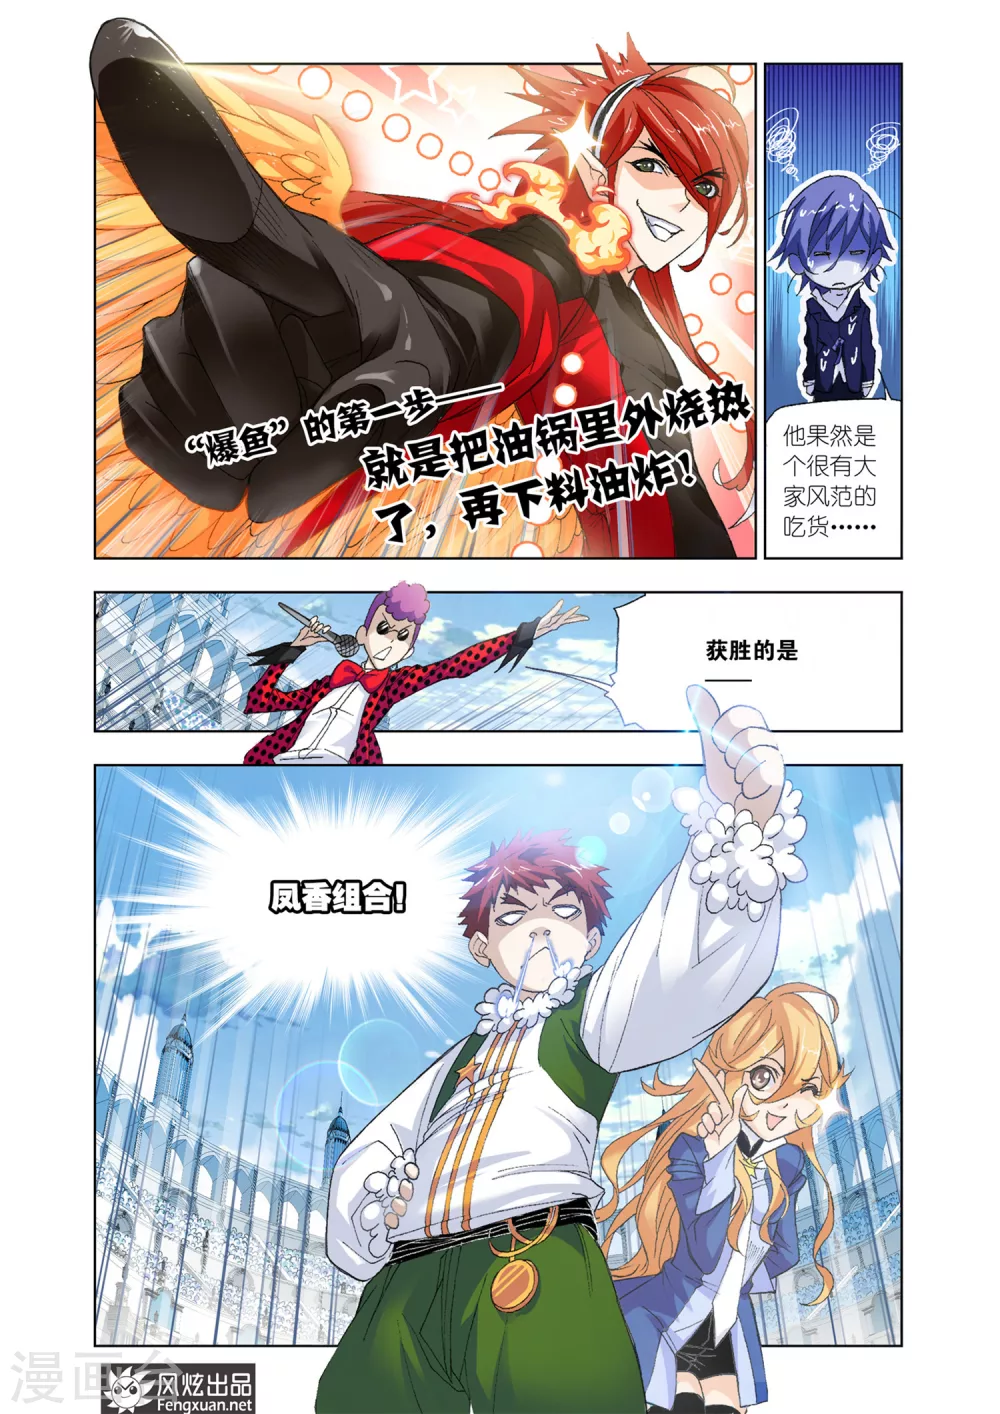 “爆鱼”的第一步——
就是把油锅里外烧热
了，再下料油炸！
他果然是
个很有大
家风范的
吃货……
获胜的是
——
凤香组合！
漫画台
风炫出品
Fengxuan.net